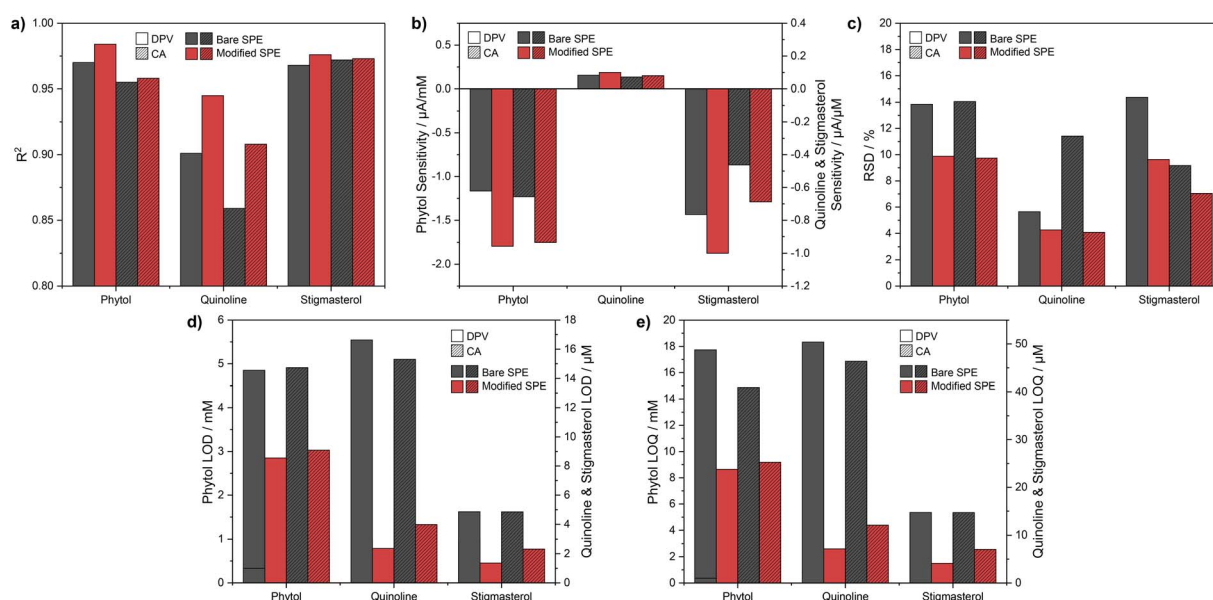 a)
1.00
0.95
0.90
0.85
0.80
R²
DPV
CA
Bare SPE
Modified SPE
Phytol
Quinoline
Stigmasterol
b)
0.5
0.0
-0.5
-1.0
-1.5
-2.0
Phytol Sensitivity / µA/mM
DPV
CA
Bare SPE
Modified SPE
0.4
0.2
0.0
-0.2
-0.4
-0.6
-0.8
-1.0
-1.2
Quinoline & Stigmasterol
Sensitivity / µA/µM
Phytol
Quinoline
Stigmasterol
c)
20
18
16
14
12
10
8
6
4
2
0
RSD / %
DPV
CA
Bare SPE
Modified SPE
Phytol
Quinoline
Stigmasterol
d)
6
5
4
3
2
1
0
Phytol LOD / mM
DPV
CA
Bare SPE
Modified SPE
18
16
14
12
10
8
6
4
2
0
Quinoline & Stigmasterol LOD / µM
Phytol
Quinoline
Stigmasterol
e)
20
18
16
14
12
10
8
6
4
2
0
Phytol LOQ / mM
DPV
CA
Bare SPE
Modified SPE
50
40
30
20
10
0
Quinoline & Stigmasterol LOQ / µM
Phytol
Quinoline
Stigmasterol